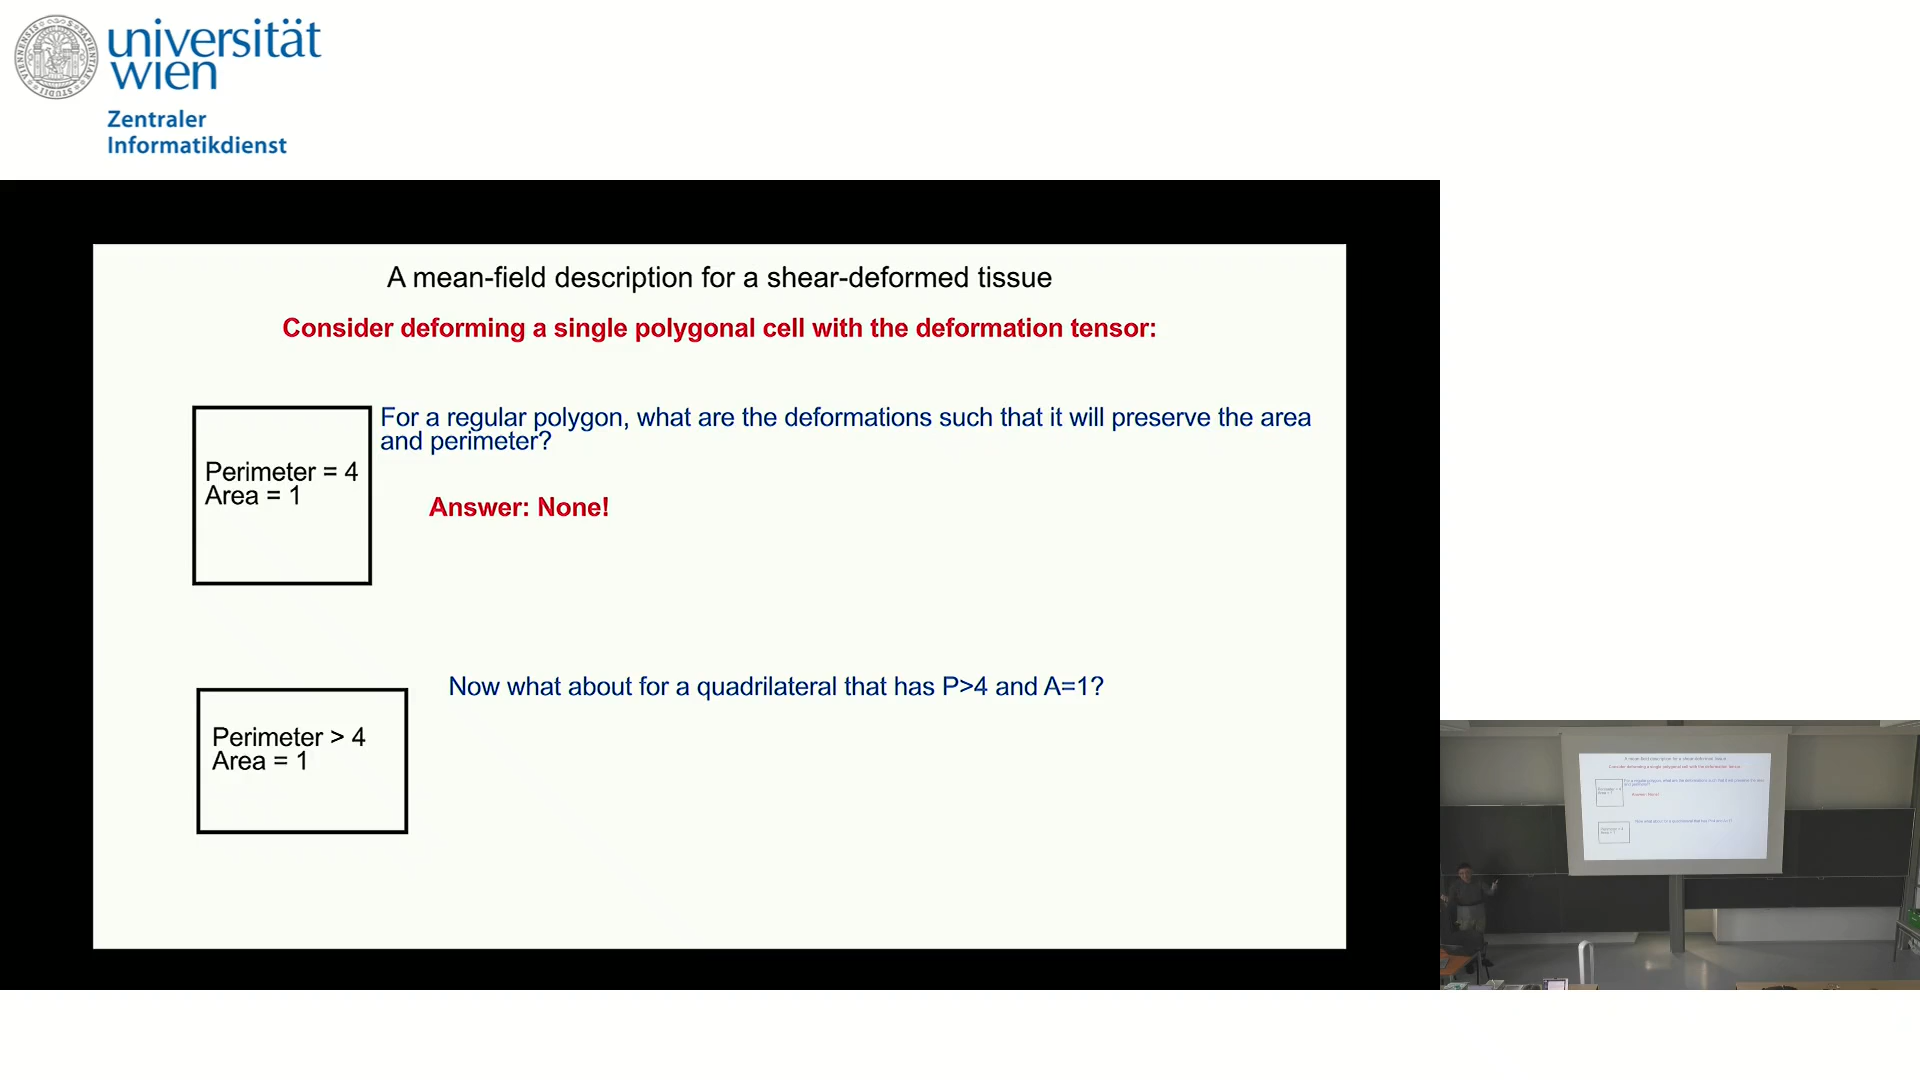 universität
wien
Zentraler
Informatikdienst
A mean-field description for a shear-deformed tissue
Consider deforming a single polygonal cell with the deformation tensor:
For a regular polygon, what are the deformations such that it will preserve the area
and perimeter?
Perimeter = 4
Area = 1
Answer: None!
Now what about for a quadrilateral that has P>4 and A=1?
Perimeter > 4
Area = 1